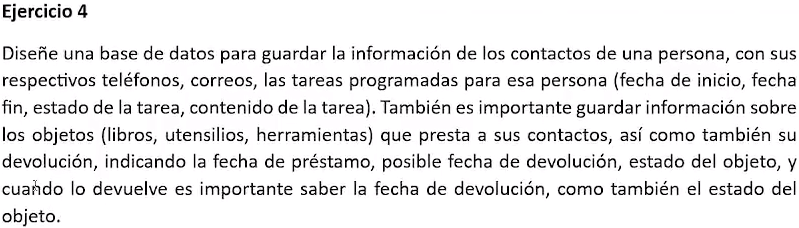 Ejercicio 4
Diseñe una base de datos para guardar la información de los contactos de una persona, con sus
respectivos teléfonos, correos, las tareas programadas para esa persona (fecha de inicio, fecha
fin, estado de la tarea, contenido de la tarea). También es importante guardar información sobre
los objetos (libros, utensilios, herramientas) que presta a sus contactos, así como también su
devolución, indicando la fecha de préstamo, posible fecha de devolución, estado del objeto, y
cuando lo devuelve es importante saber la fecha de devolución, como también el estado del
objeto.